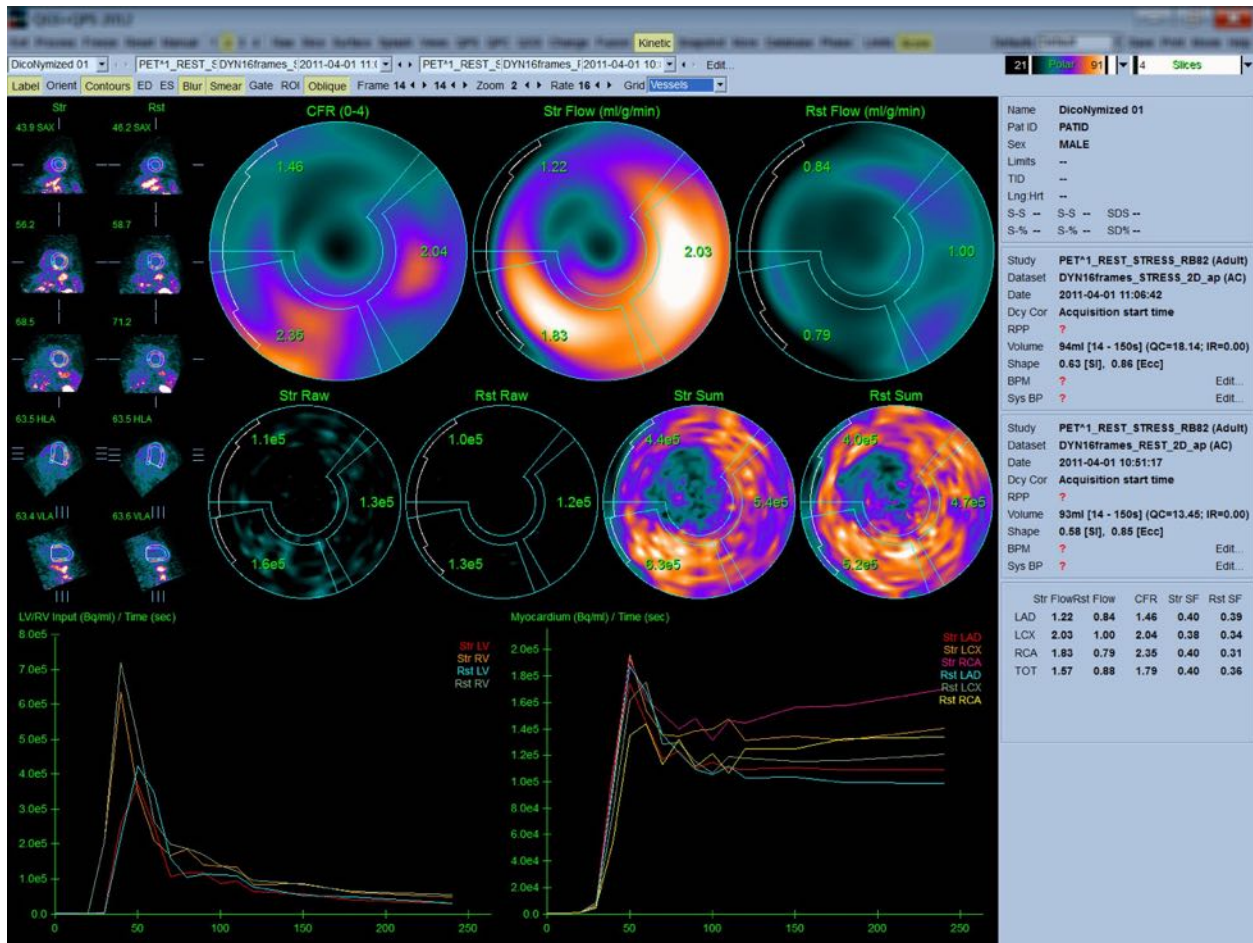 QGS+QPS 2012
Kinetic
DicoNymized 01 PET^1_REST_S DYN16frames_S 2011-04-01 11:( PET^1_REST_S DYN16frames_F 2011-04-01 10: Edit...
Label Orient Contours ED ES Blur Smear Gate ROI Oblique Frame 14 14 Zoom 2 Rate 16 Grid Vessels
21 Polar 91 4 Slices
Str Rst
43.9 SAX 46.2 SAX
56.2 58.7
68.5 71.2
63.5 HLA 63.5 HLA
63.4 VLA 63.6 VLA
CFR (0-4)
1.46
2.04
2.35
Str Flow (ml/g/min)
1.22
2.03
1.83
Rst Flow (ml/g/min)
0.84
1.00
0.79
Str Raw
1.1e5
1.3e5
1.6e5
Rst Raw
1.0e5
1.2e5
1.3e5
Str Sum
4.4e5
5.4e5
6.3e5
Rst Sum
4.0e5
4.7e5
5.2e5
LV/RV Input (Bq/ml) / Time (sec)
8.0e5
7.0e5
6.0e5
5.0e5
4.0e5
3.0e5
2.0e5
1.0e5
0.0
0 50 100 150 200 250
Str LV
Str RV
Rst LV
Rst RV
Myocardium (Bq/ml) / Time (sec)
2.0e5
1.8e5
1.6e5
1.4e5
1.2e5
1.0e5
8.0e4
6.0e4
4.0e4
2.0e4
0.0
0 50 100 150 200 250
Str LAD
Str LCX
Str RCA
Rst LAD
Rst LCX
Rst RCA
Name DicoNymized 01
Pat ID PATID
Sex MALE
Limits --
TID --
Lng:Hrt --
S-S -- S-S -- SDS --
S-% -- S-% -- SD% --
Study PET^1_REST_STRESS_RB82 (Adult)
Dataset DYN16frames_STRESS_2D_ap (AC)
Date 2011-04-01 11:06:42
Dcy Cor Acquisition start time
RPP ?
Volume 94ml [14 - 150s] (QC=18.14; IR=0.00)
Shape 0.63 [SI], 0.86 [Ecc]
BPM ? Edit...
Sys BP ? Edit...
Study PET^1_REST_STRESS_RB82 (Adult)
Dataset DYN16frames_REST_2D_ap (AC)
Date 2011-04-01 10:51:17
Dcy Cor Acquisition start time
RPP ?
Volume 93ml [14 - 150s] (QC=13.45; IR=0.00)
Shape 0.58 [SI], 0.85 [Ecc]
BPM ? Edit...
Sys BP ? Edit...
Str Flow Rst Flow CFR Str SF Rst SF
LAD 1.22 0.84 1.46 0.40 0.39
LCX 2.03 1.00 2.04 0.38 0.34
RCA 1.83 0.79 2.35 0.40 0.31
TOT 1.57 0.88 1.79 0.40 0.36